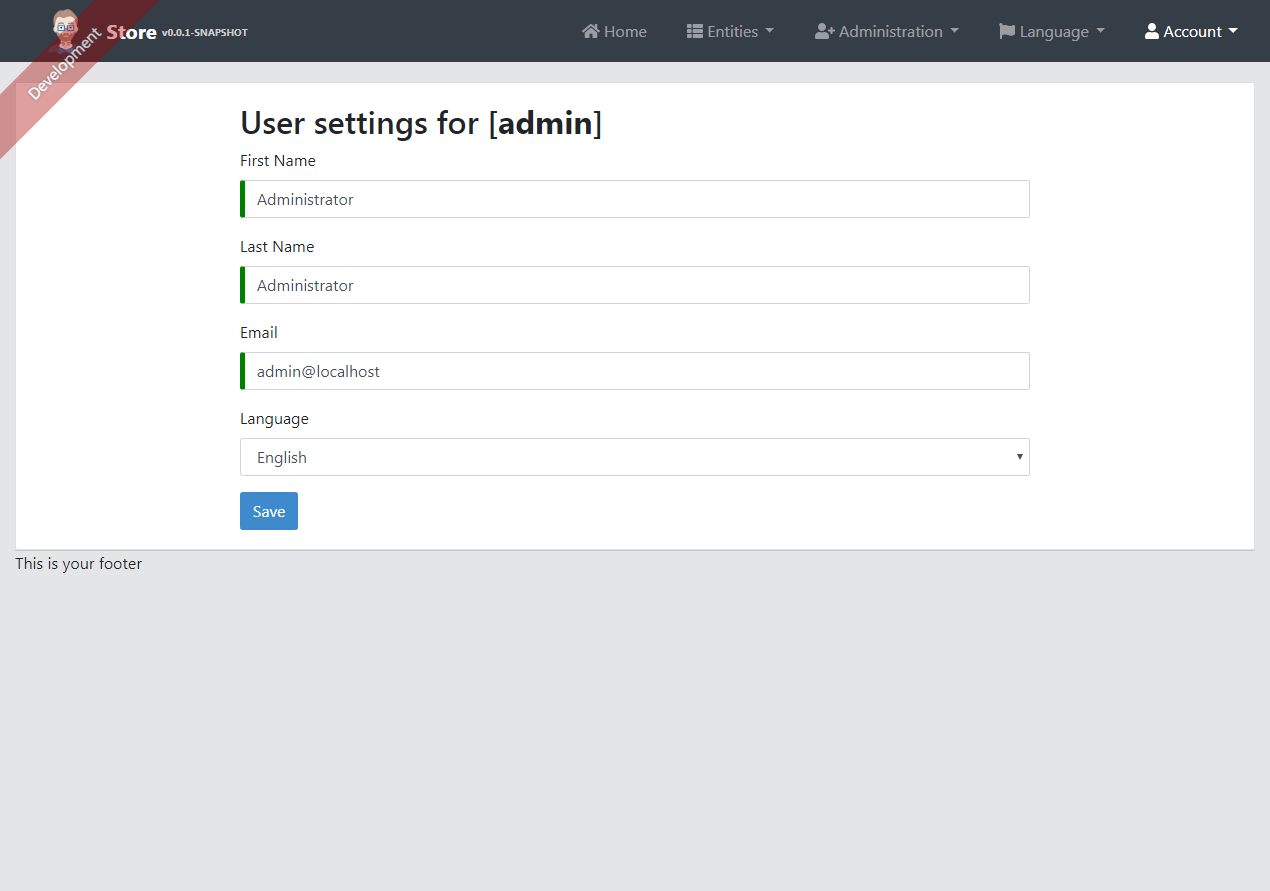 Development
Store v0.0.1-SNAPSHOT Home Entities Administration Language Account
User settings for [admin]
First Name
Administrator
Last Name
Administrator
Email
admin@localhost
Language
English
Save
This is your footer